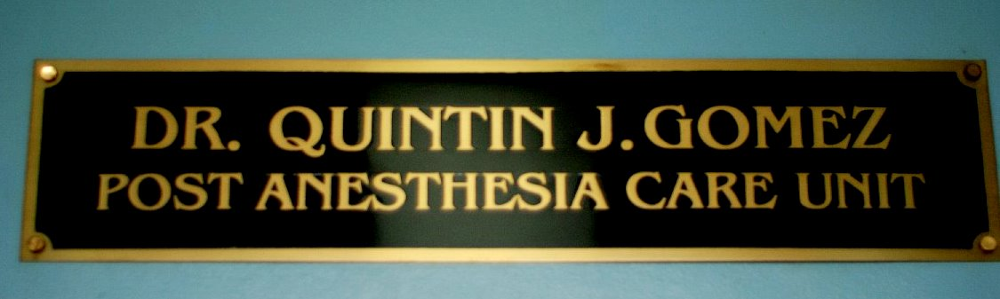 DR. QUINTIN J. GOMEZ
POST ANESTHESIA CARE UNIT